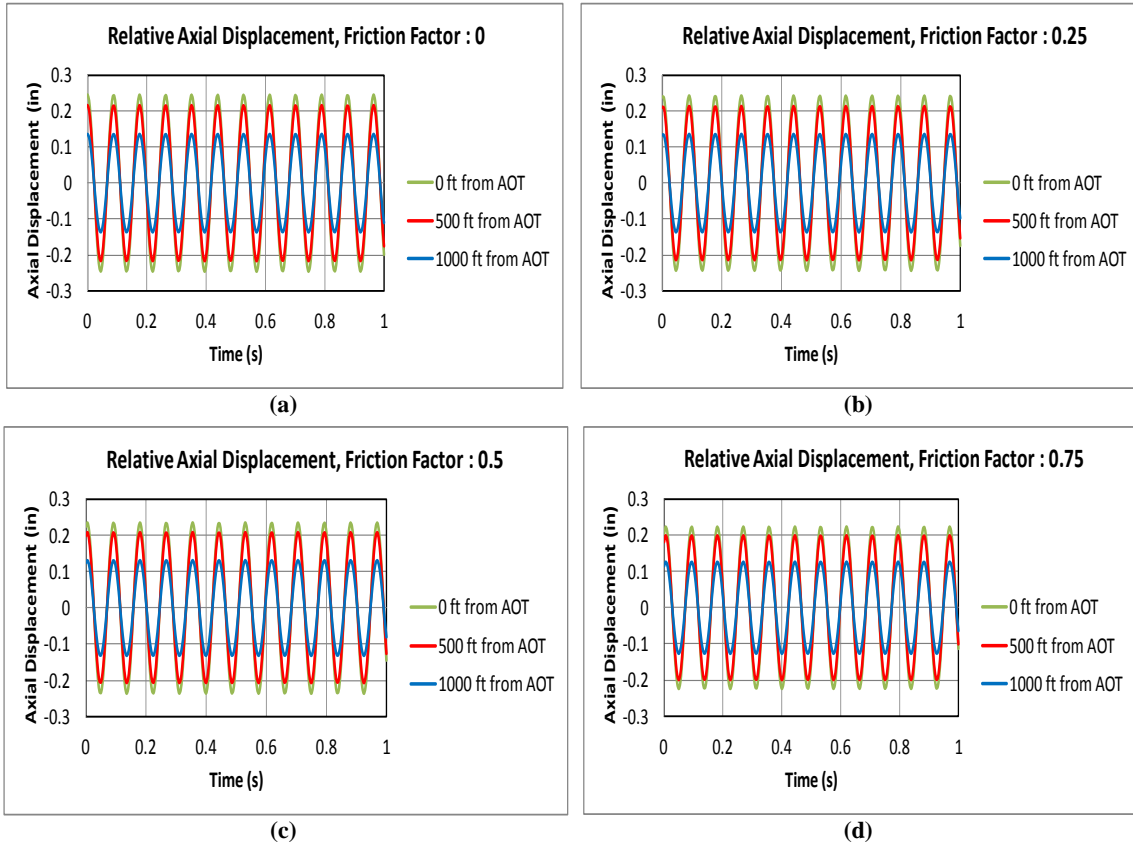 Relative Axial Displacement, Friction Factor : 0
Axial Displacement (in)
0.3
0.2
0.1
0
-0.1
-0.2
-0.3
0 0.2 0.4 0.6 0.8 1
Time (s)
0 ft from AOT
500 ft from AOT
1000 ft from AOT
(a)
Relative Axial Displacement, Friction Factor : 0.25
Axial Displacement (in)
0.3
0.2
0.1
0
-0.1
-0.2
-0.3
0 0.2 0.4 0.6 0.8 1
Time (s)
0 ft from AOT
500 ft from AOT
1000 ft from AOT
(b)
Relative Axial Displacement, Friction Factor : 0.5
Axial Displacement (in)
0.3
0.2
0.1
0
-0.1
-0.2
-0.3
0 0.2 0.4 0.6 0.8 1
Time (s)
0 ft from AOT
500 ft from AOT
1000 ft from AOT
(c)
Relative Axial Displacement, Friction Factor : 0.75
Axial Displacement (in)
0.3
0.2
0.1
0
-0.1
-0.2
-0.3
0 0.2 0.4 0.6 0.8 1
Time (s)
0 ft from AOT
500 ft from AOT
1000 ft from AOT
(d)